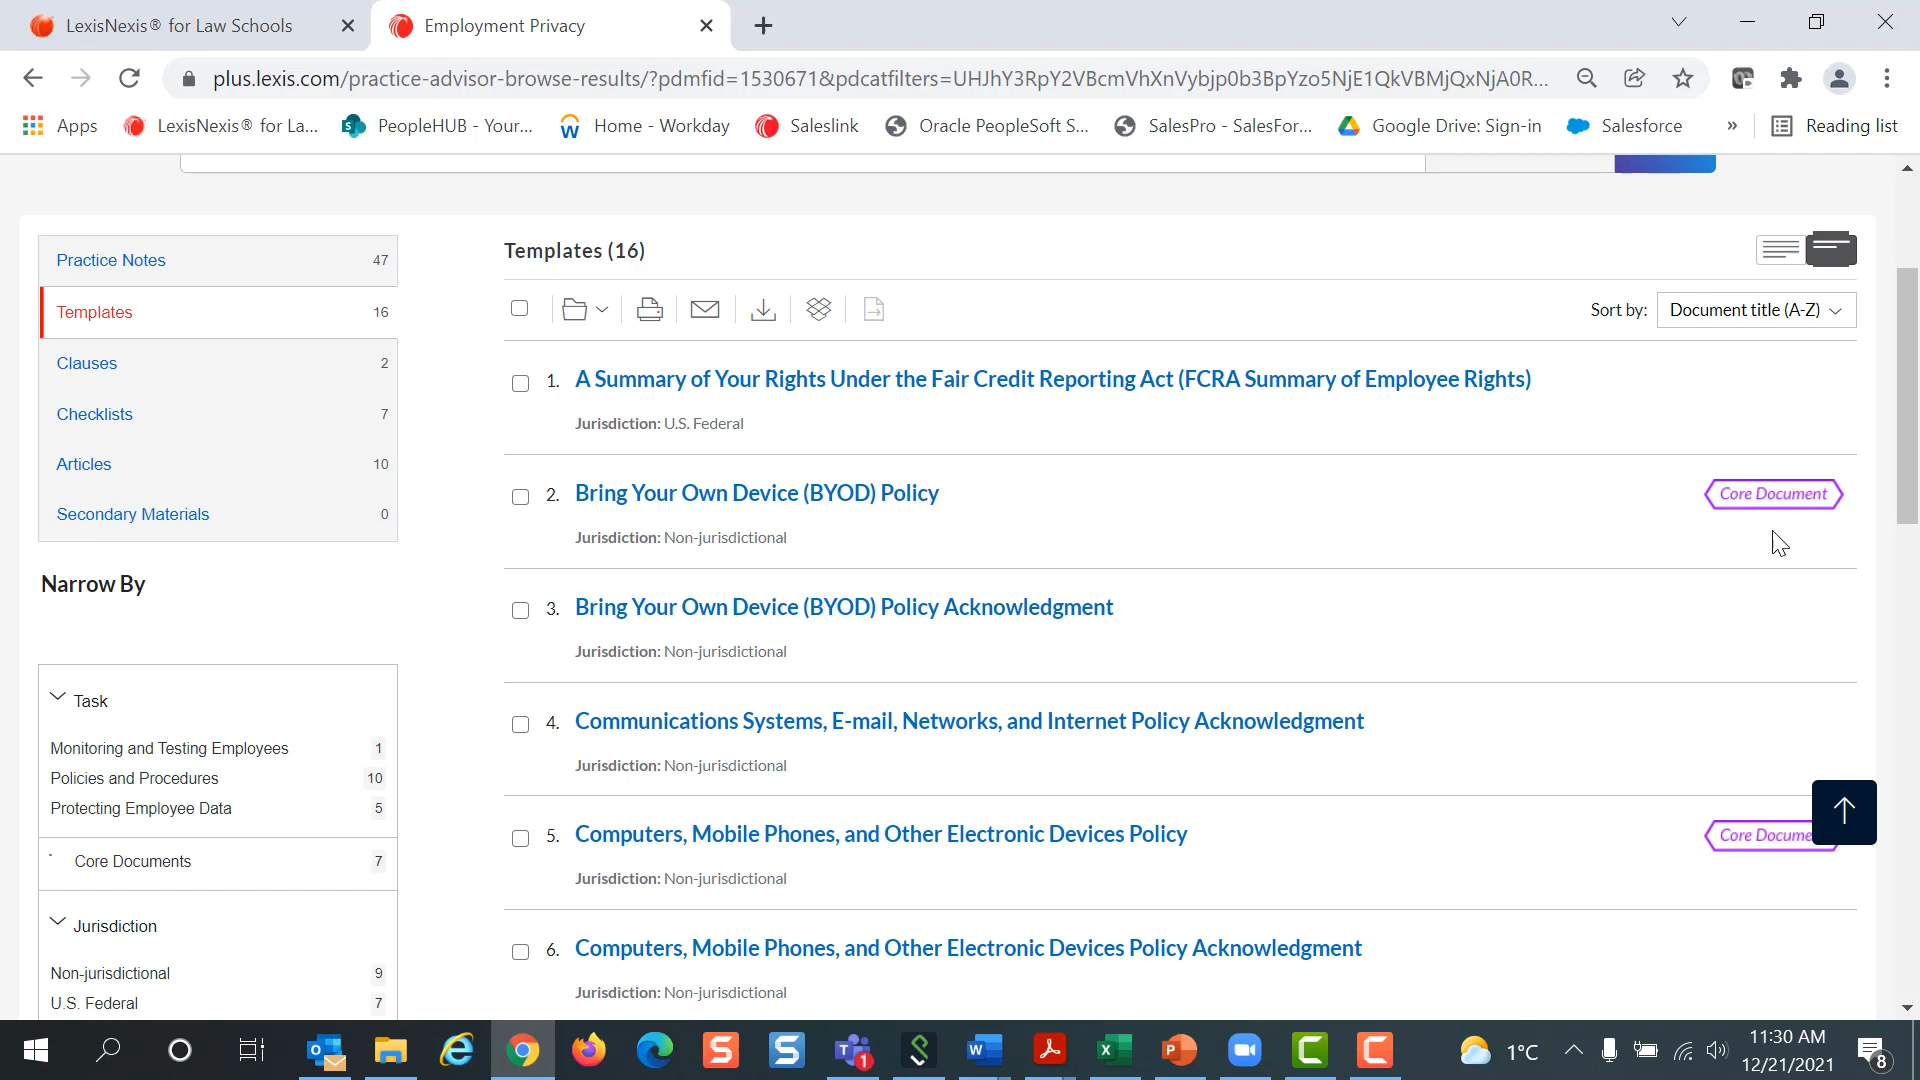 LexisNexis® for Law Schools
Employment Privacy
plus.lexis.com/practice-advisor-browse-results/?pdmfid=1530671&pdcatfilters=UHJhY3RpY2VBcmVhXnVybjp0b3BpYzo5NjE1QkVBMjQxNjA0R...
Apps
LexisNexis® for La...
PeopleHUB - Your...
Home - Workday
Saleslink
Oracle PeopleSoft S...
SalesPro - SalesFor...
Google Drive: Sign-in
Salesforce
»
Reading list
Practice Notes 47
Templates 16
Clauses 2
Checklists 7
Articles 10
Secondary Materials 0
Narrow By
Task
Monitoring and Testing Employees 1
Policies and Procedures 10
Protecting Employee Data 5
Core Documents 7
Jurisdiction
Non-jurisdictional 9
U.S. Federal 7
Templates (16)
Sort by: Document title (A-Z)
1. A Summary of Your Rights Under the Fair Credit Reporting Act (FCRA Summary of Employee Rights)
Jurisdiction: U.S. Federal
2. Bring Your Own Device (BYOD) Policy
Core Document
Jurisdiction: Non-jurisdictional
3. Bring Your Own Device (BYOD) Policy Acknowledgment
Jurisdiction: Non-jurisdictional
4. Communications Systems, E-mail, Networks, and Internet Policy Acknowledgment
Jurisdiction: Non-jurisdictional
5. Computers, Mobile Phones, and Other Electronic Devices Policy
Core Docume
Jurisdiction: Non-jurisdictional
6. Computers, Mobile Phones, and Other Electronic Devices Policy Acknowledgment
Jurisdiction: Non-jurisdictional
1°C
11:30 AM
12/21/2021
8